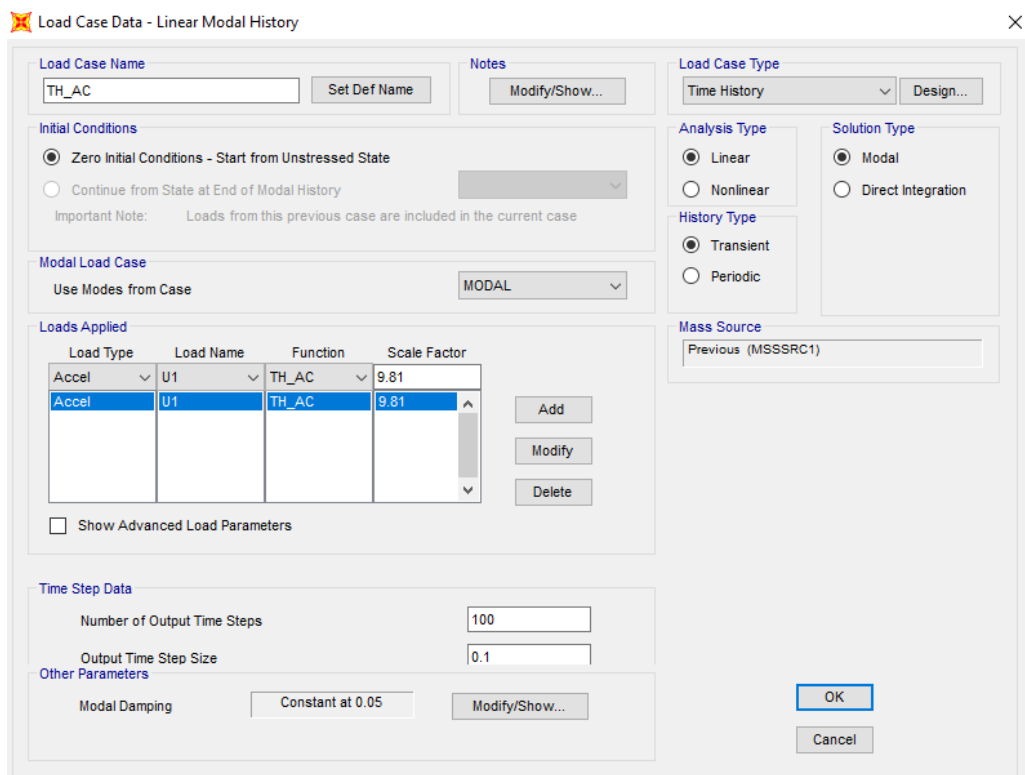 Load Case Data - Linear Modal History
Load Case Name
TH_AC
Set Def Name
Notes
Modify/Show...
Load Case Type
Time History
Design...
Initial Conditions
Zero Initial Conditions - Start from Unstressed State
Continue from State at End of Modal History
Important Note: Loads from this previous case are included in the current case
Analysis Type
Linear
Nonlinear
Solution Type
Modal
Direct Integration
History Type
Transient
Periodic
Modal Load Case
Use Modes from Case
MODAL
Loads Applied
Load Type Load Name Function Scale Factor
Accel U1 TH_AC 9.81
Accel U1 TH_AC 9.81
Add
Modify
Delete
Show Advanced Load Parameters
Mass Source
Previous (MSSSRC1)
Time Step Data
Number of Output Time Steps 100
Output Time Step Size 0.1
Other Parameters
Modal Damping Constant at 0.05 Modify/Show...
OK
Cancel